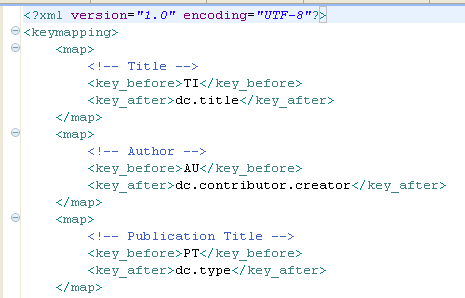 <?xml version="1.0" encoding="UTF-8"?>
<keymapping>
<map>
<!-- Title -->
<key_before>TI</key_before>
<key_after>dc.title</key_after>
</map>
<map>
<!-- Author -->
<key_before>AU</key_before>
<key_after>dc.contributor.creator</key_after>
</map>
<map>
<!-- Publication Title -->
<key_before>PT</key_before>
<key_after>dc.type</key_after>
</map>